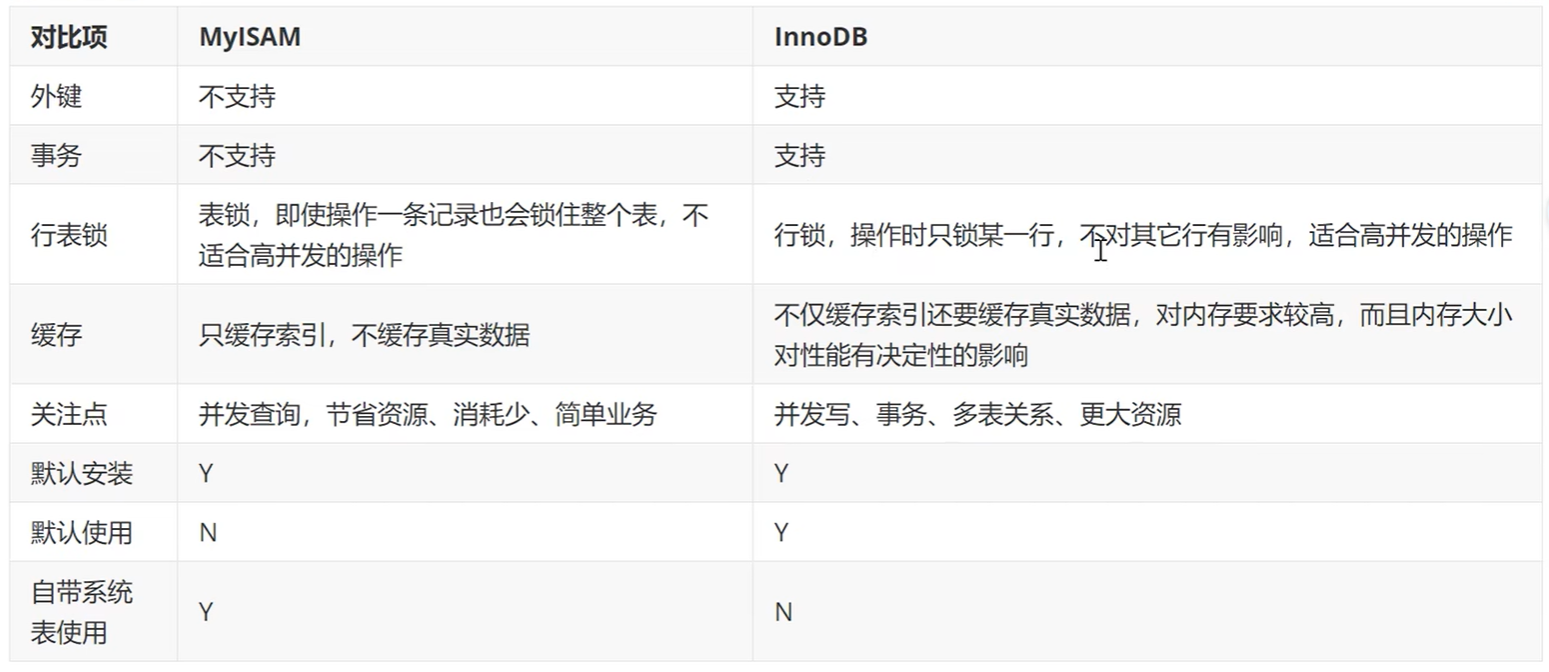 对比项 MyISAM InnoDB
外键 不支持 支持
事务 不支持 支持
行表锁 表锁，即使操作一条记录也会锁住整个表，不
适合高并发的操作 行锁，操作时只锁某一行，不对其它行有影响，适合高并发的操作
缓存 只缓存索引，不缓存真实数据 不仅缓存索引还要缓存真实数据，对内存要求较高，而且内存大小
对性能有决定性的影响
关注点 并发查询，节省资源、消耗少、简单业务 并发写、事务、多表关系、更大资源
默认安装 Y Y
默认使用 N Y
自带系统
表使用 Y N